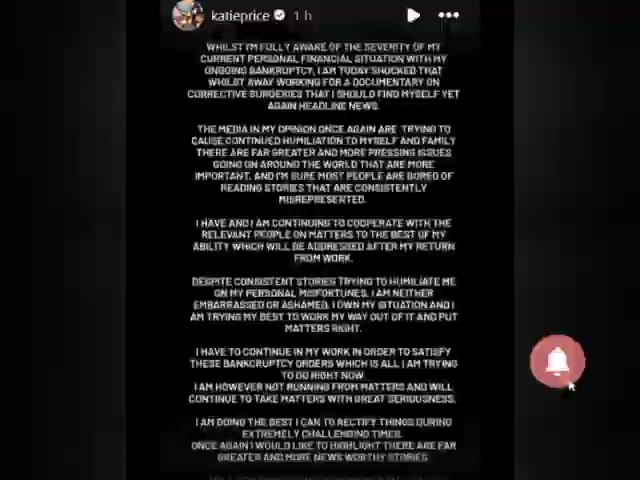 katieprice 1 h
WHILST I'M FULLY AWARE OF THE SEVERITY OF MY
CURRENT PERSONAL FINANCIAL SITUATION WITH MY
ONGOING BANKRUPTCY, I AM TODAY SHOCKED THAT
WHILST AWAY WORKING FOR A DOCUMENTARY ON
CORRECTIVE SURGERIES THAT I SHOULD FIND MYSELF YET
AGAIN HEADLINE NEWS.
THE MEDIA IN MY OPINION ONCE AGAIN ARE TRYING TO
CAUSE CONTINUED HUMILIATION TO MYSELF AND FAMILY
THERE ARE FAR GREATER AND MORE PRESSING ISSUES
GOING ON AROUND THE WORLD THAT ARE MORE
IMPORTANT. AND I'M SURE MOST PEOPLE ARE BORED OF
READING STORIES THAT ARE CONSISTENTLY
MISREPRESENTED.
I HAVE AND I AM CONTINUING TO COOPERATE WITH THE
RELEVANT PEOPLE ON MATTERS TO THE BEST OF MY
ABILITY WHICH WILL BE ADDRESSED AFTER MY RETURN
FROM WORK.
DESPITE CONSISTENT STORIES TRYING TO HUMILIATE ME
ON MY PERSONAL MISFORTUNES, I AM NEITHER
EMBARRASSED OR ASHAMED, I OWN MY SITUATION AND I
AM TRYING MY BEST TO WORK MY WAY OUT OF IT AND PUT
MATTERS RIGHT.
I HAVE TO CONTINUE IN MY WORK IN ORDER TO SATISFY
THESE BANKRUPTCY ORDERS WHICH IS ALL I AM TRYING
TO DO RIGHT NOW.
I AM HOWEVER NOT RUNNING FROM MATTERS AND WILL
CONTINUE TO TAKE MATTERS WITH GREAT SERIOUSNESS.
I AM DOING THE BEST I CAN TO RECTIFY THINGS DURING
EXTREMELY CHALLENGING TIMES.
ONCE AGAIN I WOULD LIKE TO HIGHLIGHT THERE ARE FAR
GREATER AND MORE NEWS WORTHY STORIES